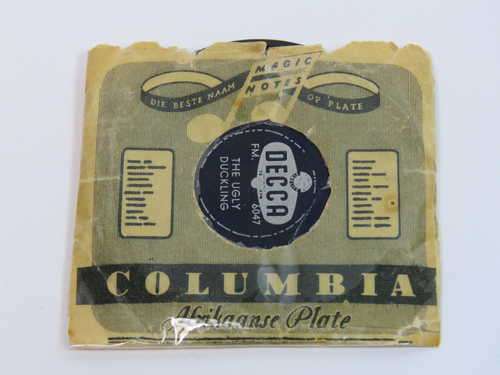 MAGIC
NOTES
DIE BESTE NAAM OP PLATE
DECCA
FM. 6047
THE UGLY
DUCKLING
COLUMBIA
Afrikaanse Plate